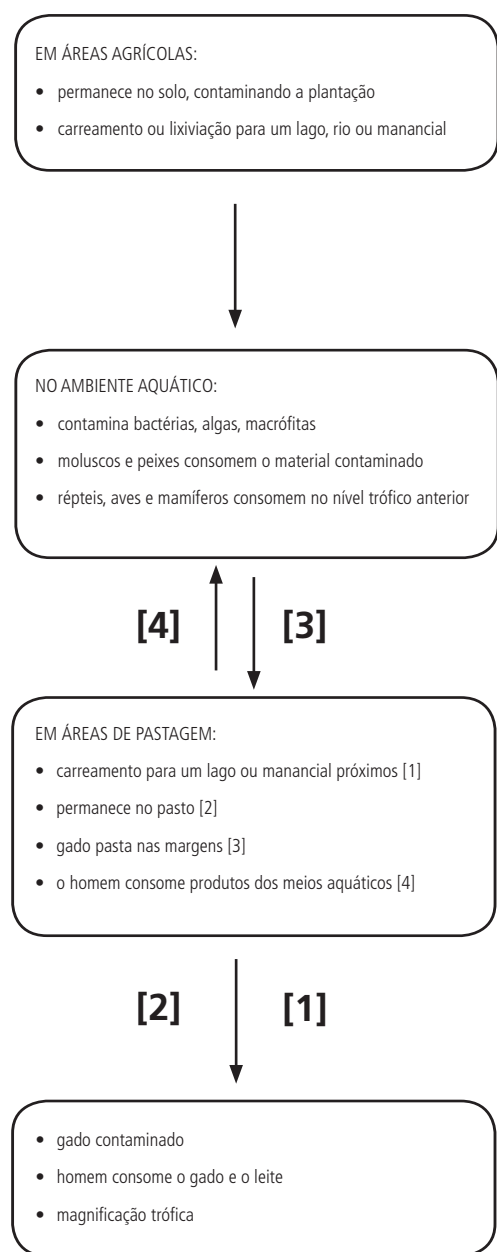 EM ÁREAS AGRÍCOLAS:
• permanece no solo, contaminando a plantação
• carreamento ou lixiviação para um lago, rio ou manancial
NO AMBIENTE AQUÁTICO:
• contamina bactérias, algas, macrófitas
• moluscos e peixes consomem o material contaminado
• répteis, aves e mamíferos consomem no nível trófico anterior
[4] [3]
EM ÁREAS DE PASTAGEM:
• carreamento para um lago ou manancial próximos [1]
• permanece no pasto [2]
• gado pasta nas margens [3]
• o homem consome produtos dos meios aquáticos [4]
[2] [1]
• gado contaminado
• homem consome o gado e o leite
• magnificação trófica